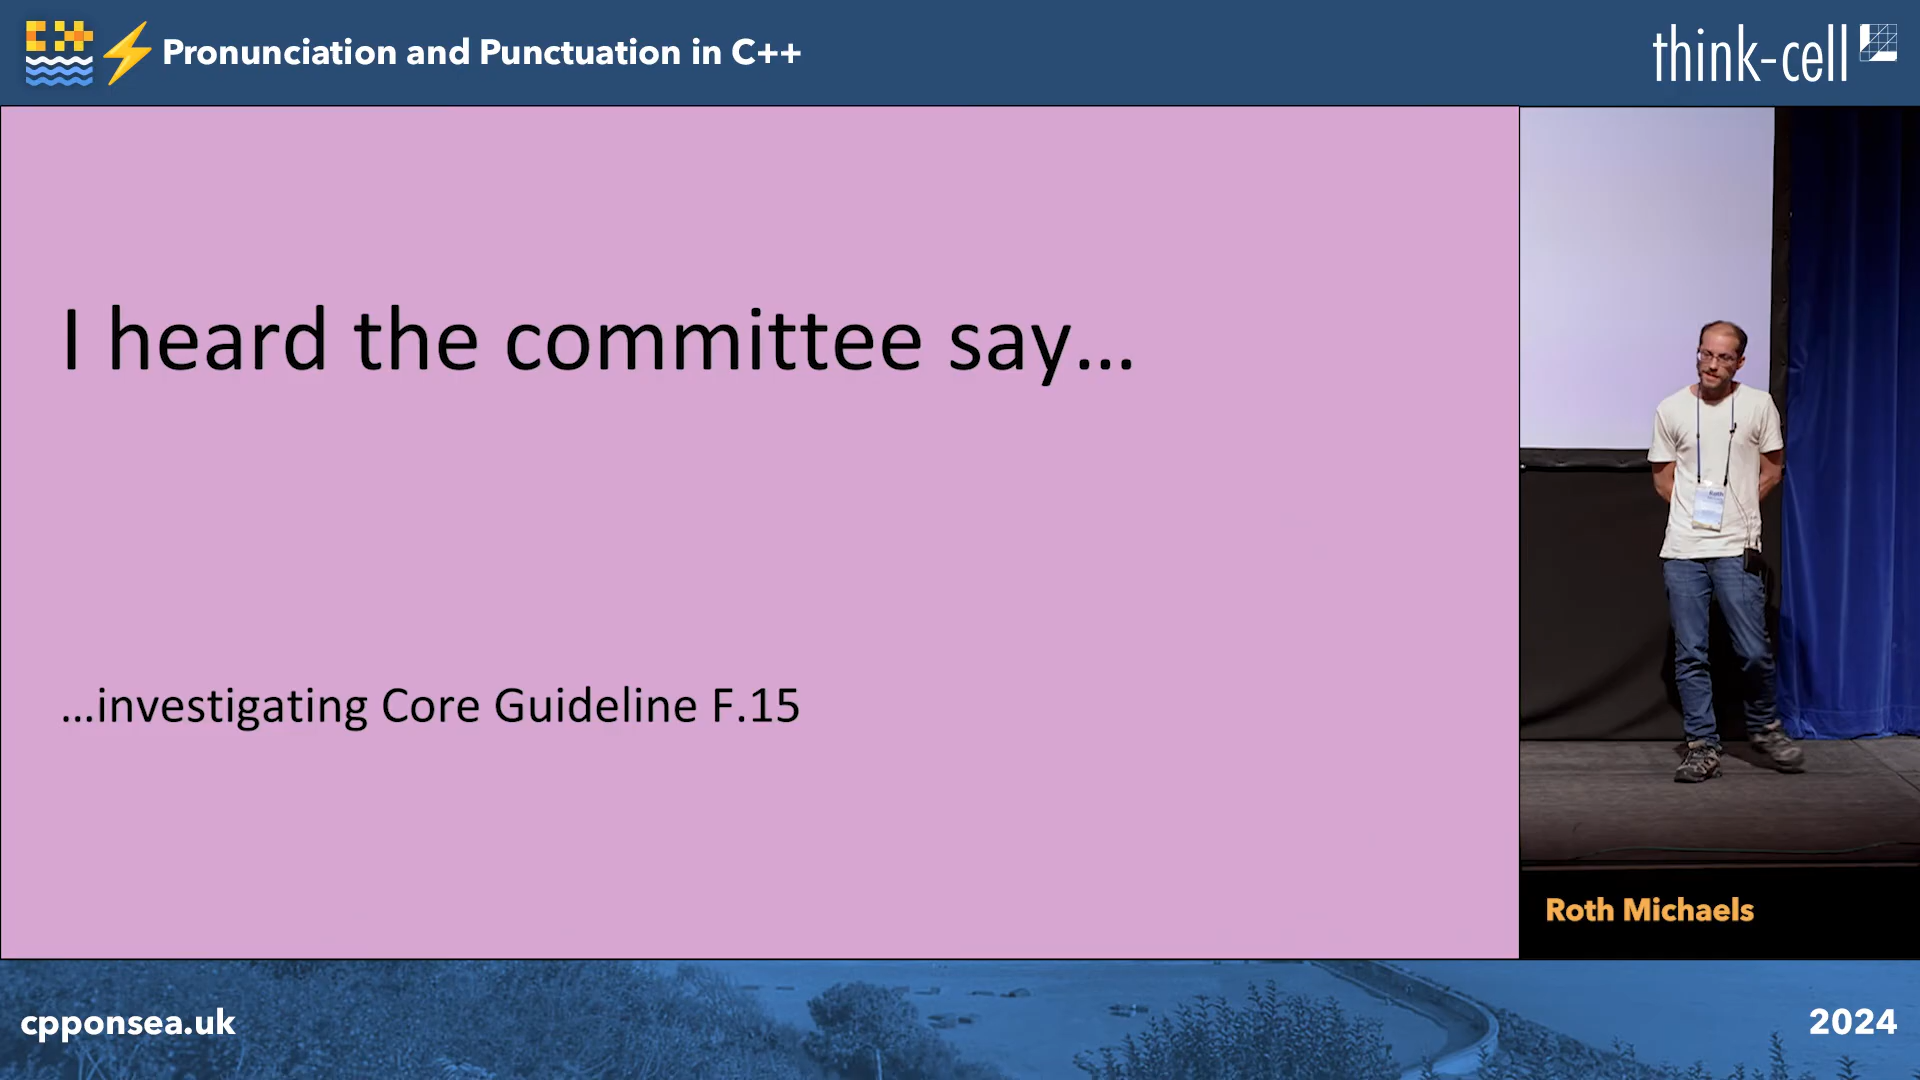 Pronunciation and Punctuation in C++
think-cell
I heard the committee say...
...investigating Core Guideline F.15
Roth Michaels
cpponsea.uk
2024